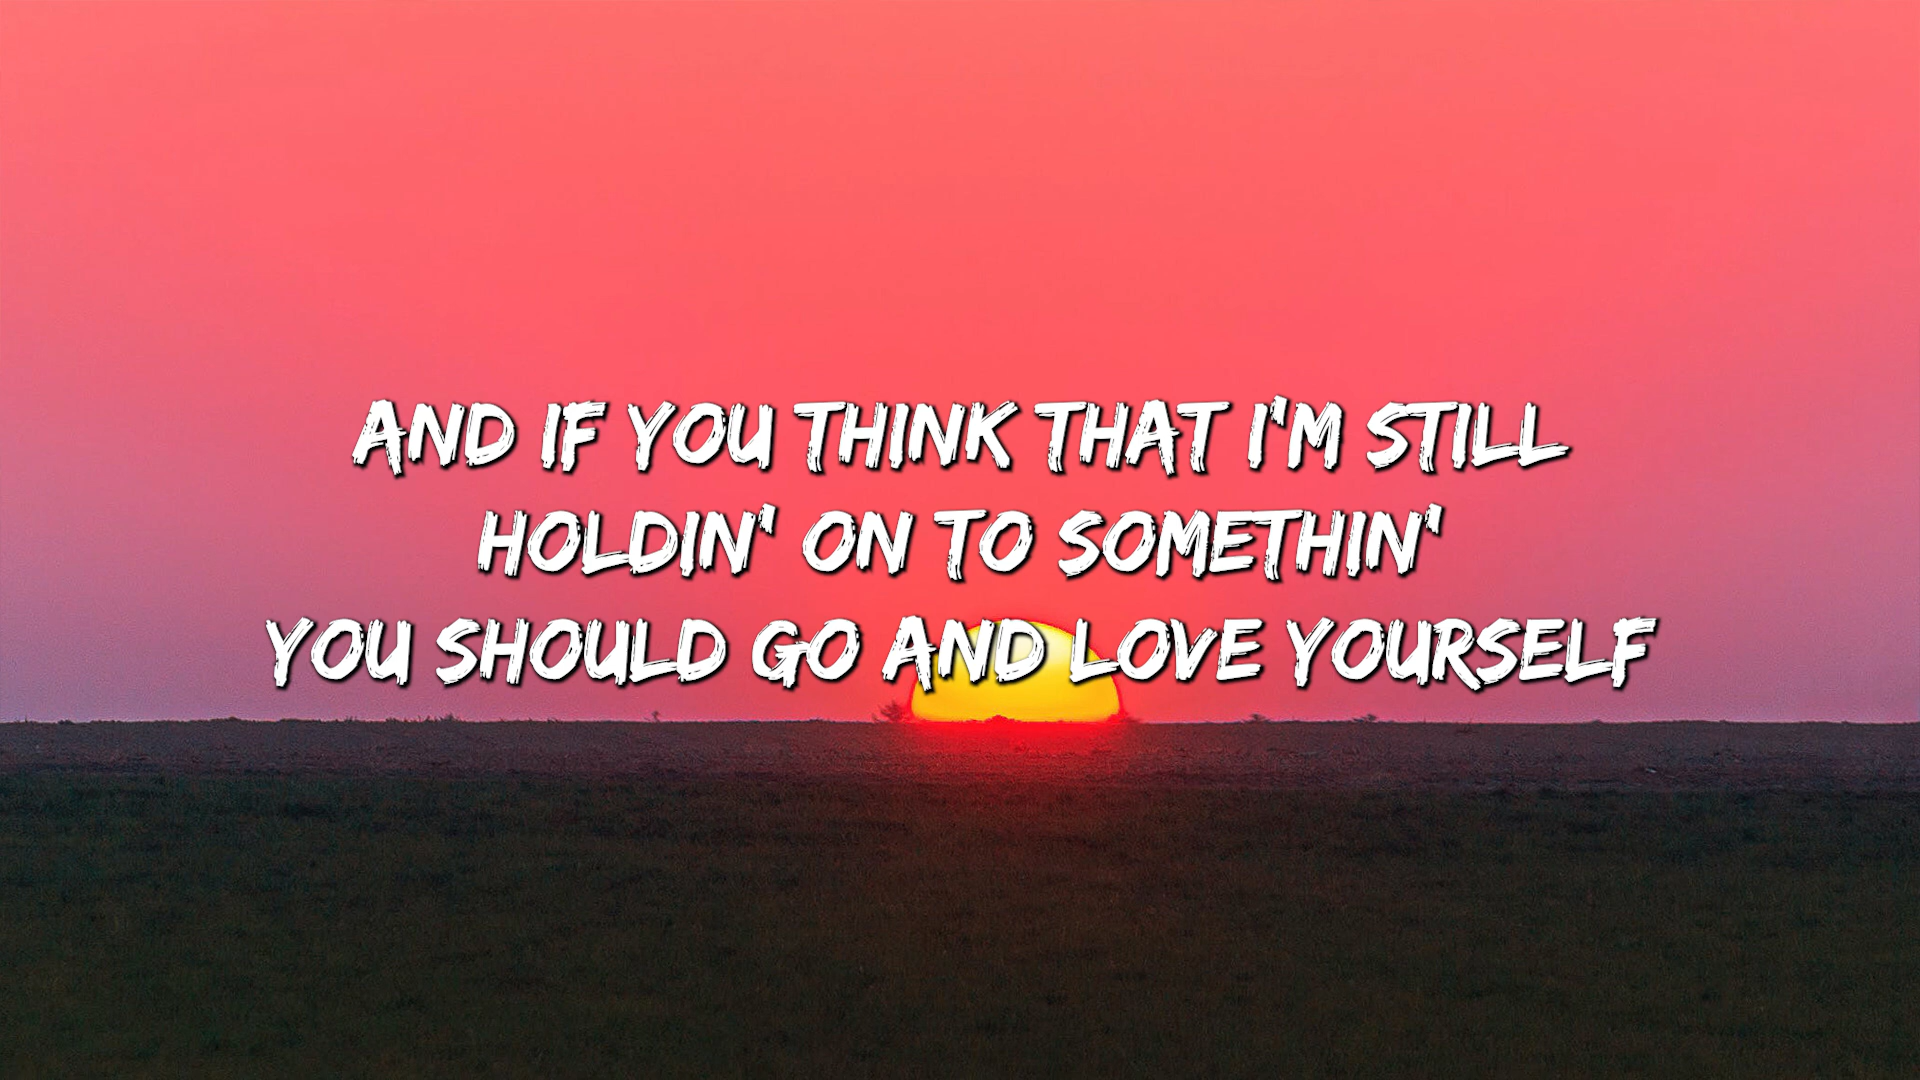 AND IF YOU THINK THAT I'M STILL
HOLDIN' ON TO SOMETHIN'
YOU SHOULD GO AND LOVE YOURSELF